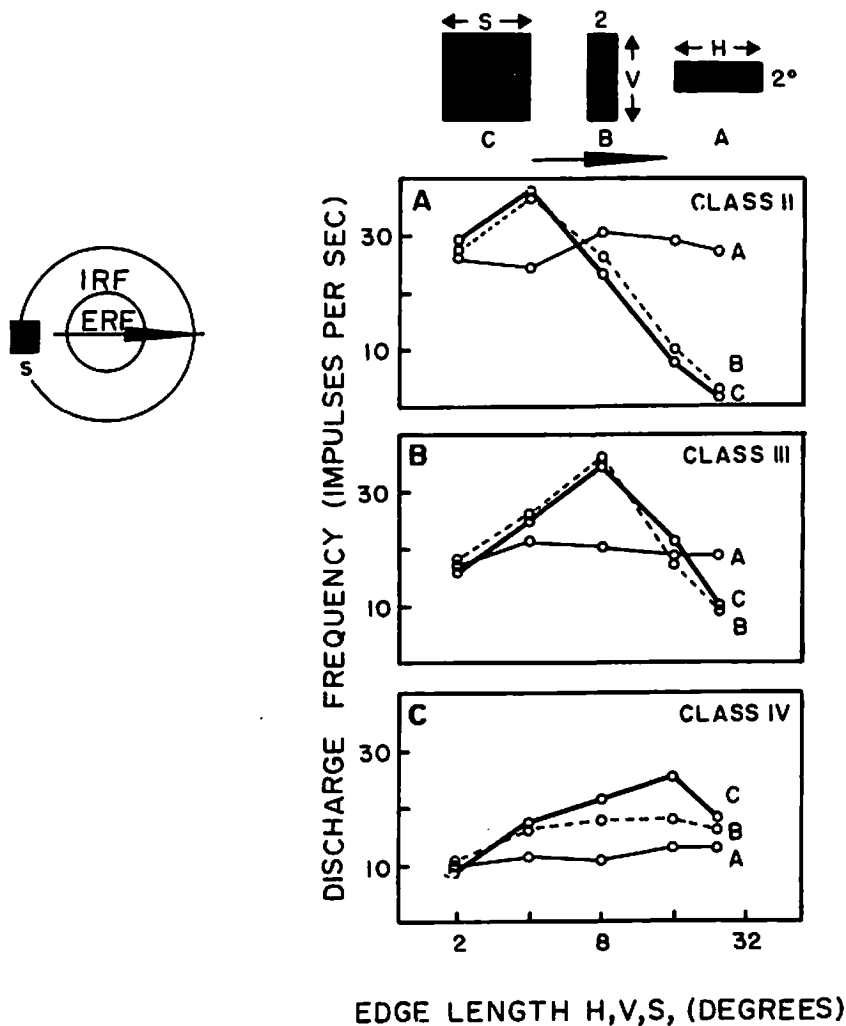 ← S → 2 ← H →
V 2°
C B A
DISCHARGE FREQUENCY (IMPULSES PER SEC)
IRF
ERF
S
A CLASS II
30
10
A
B
C
B CLASS III
30
10
A
C
B
C CLASS IV
30
10
C
B
A
2 8 32
EDGE LENGTH H,V,S, (DEGREES)